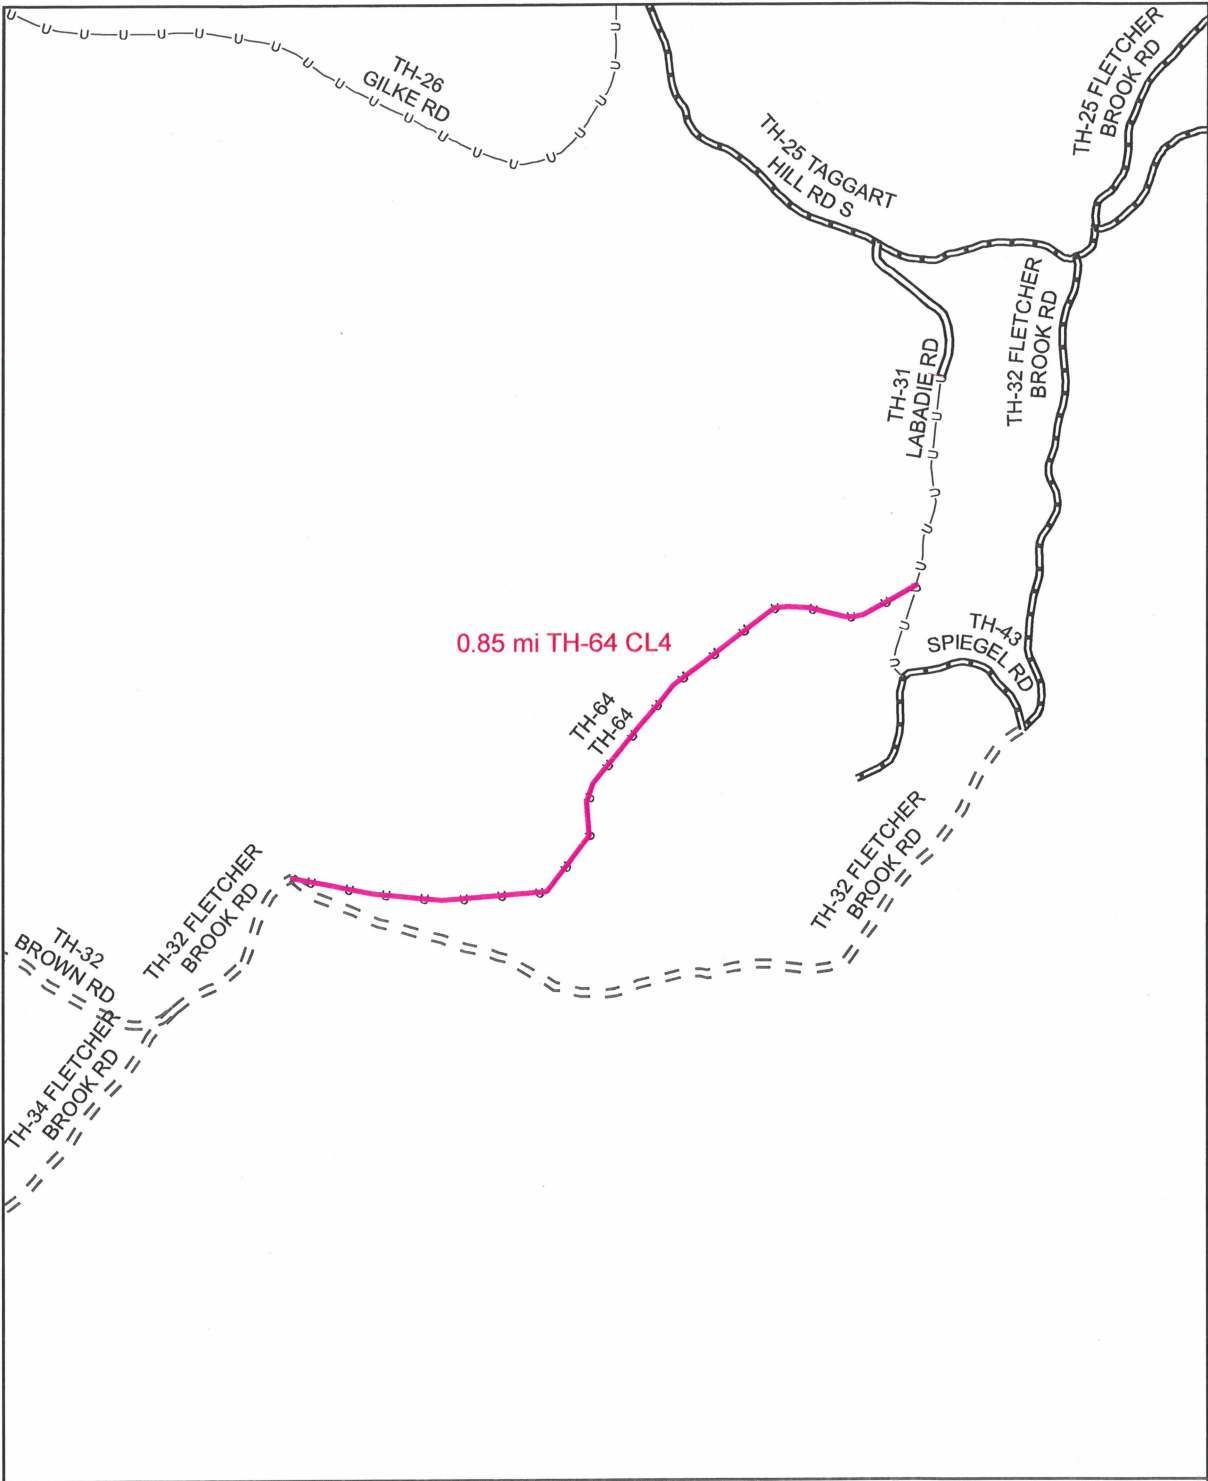 TH-26
GILKE RD
TH-25 FLETCHER
BROOK RD
TH-25 TAGGART
HILL RD S
TH-32 FLETCHER
BROOK RD
TH-31
LABADIE RD
0.85 mi TH-64 CL4
TH-43
SPIEGEL RD
TH-64
TH-64
TH-32 FLETCHER
BROOK RD
TH-32 FLETCHER
BROOK RD
TH-32
BROWN RD
TH-34 FLETCHER
BROOK RD